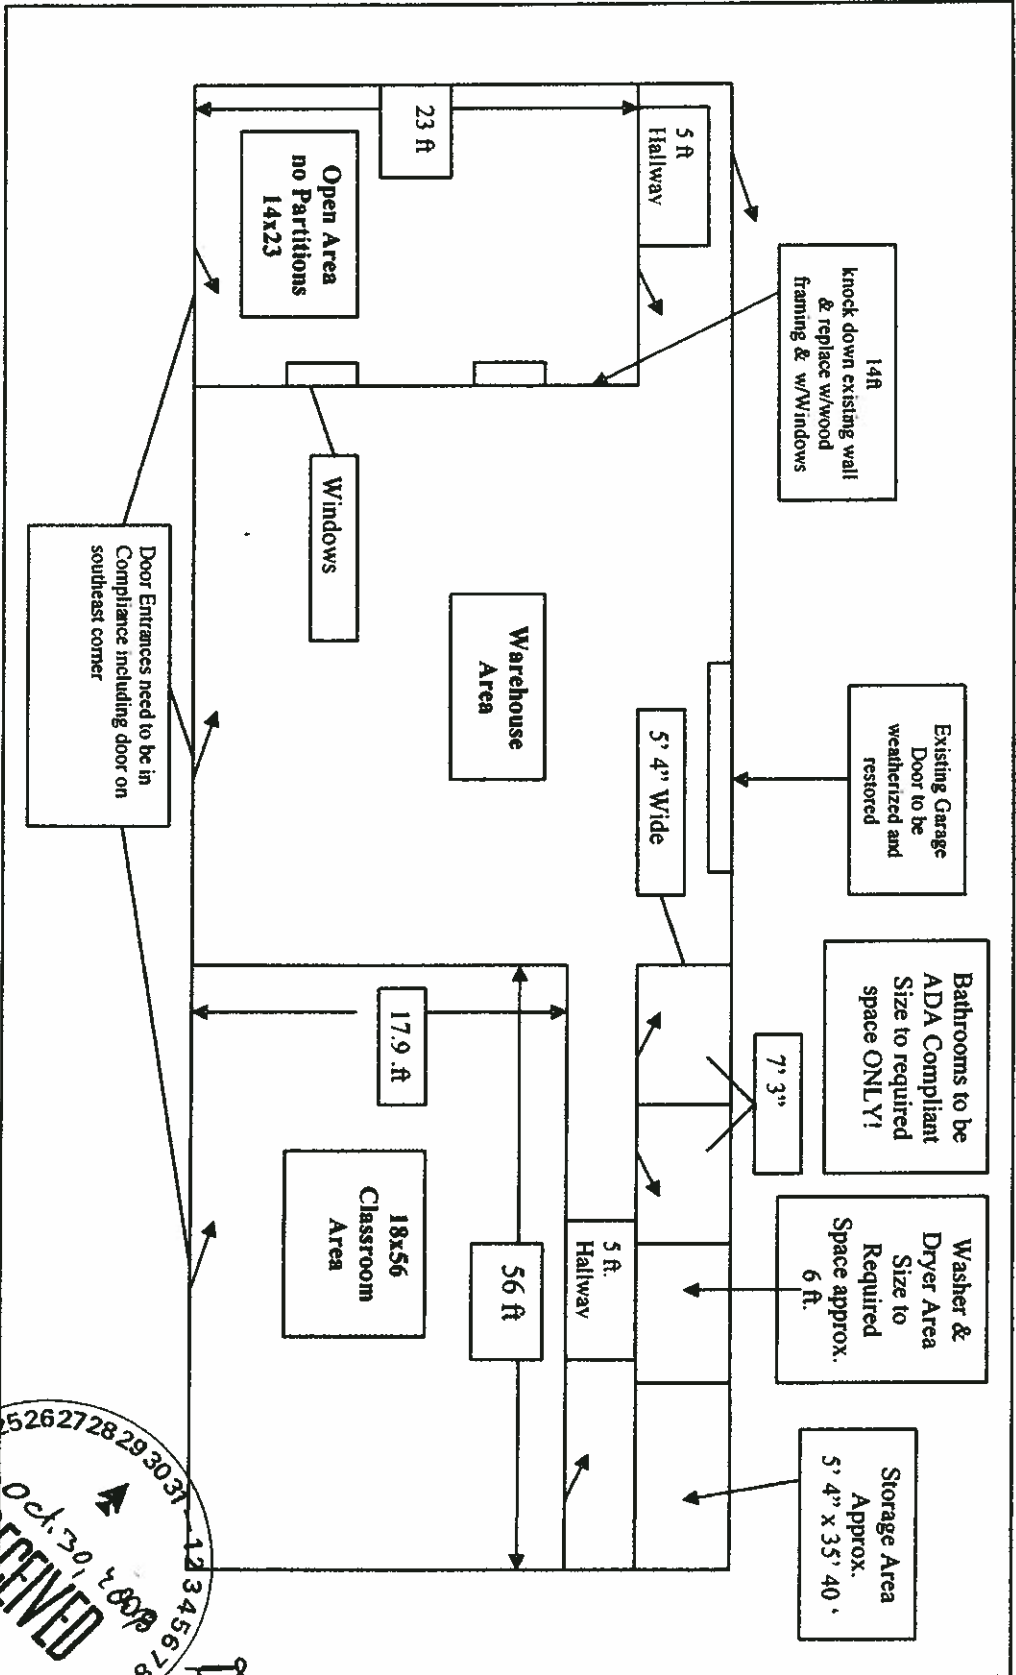 5 ft
Hallway
23 ft
Open Area
no Partitions
14x23
14ft
knock down existing wall
& replace w/wood
framing & w/Windows
Windows
Warehouse
Area
Existing Garage
Door to be
weatherized and
restored
5' 4" Wide
Door Entrances need to be in
Compliance including door on
southeast corner
Bathrooms to be
ADA Compliant
Size to required
space ONLY!
7' 3"
17.9 .ft
18x56
Classroom
Area
56 ft
5 ft.
Hallway
Washer &
Dryer Area
Size to
Required
Space approx.
6 ft.
Storage Area
Approx.
5' 4" x 35' 40 '
2526272829303112345678
Oct. 30,